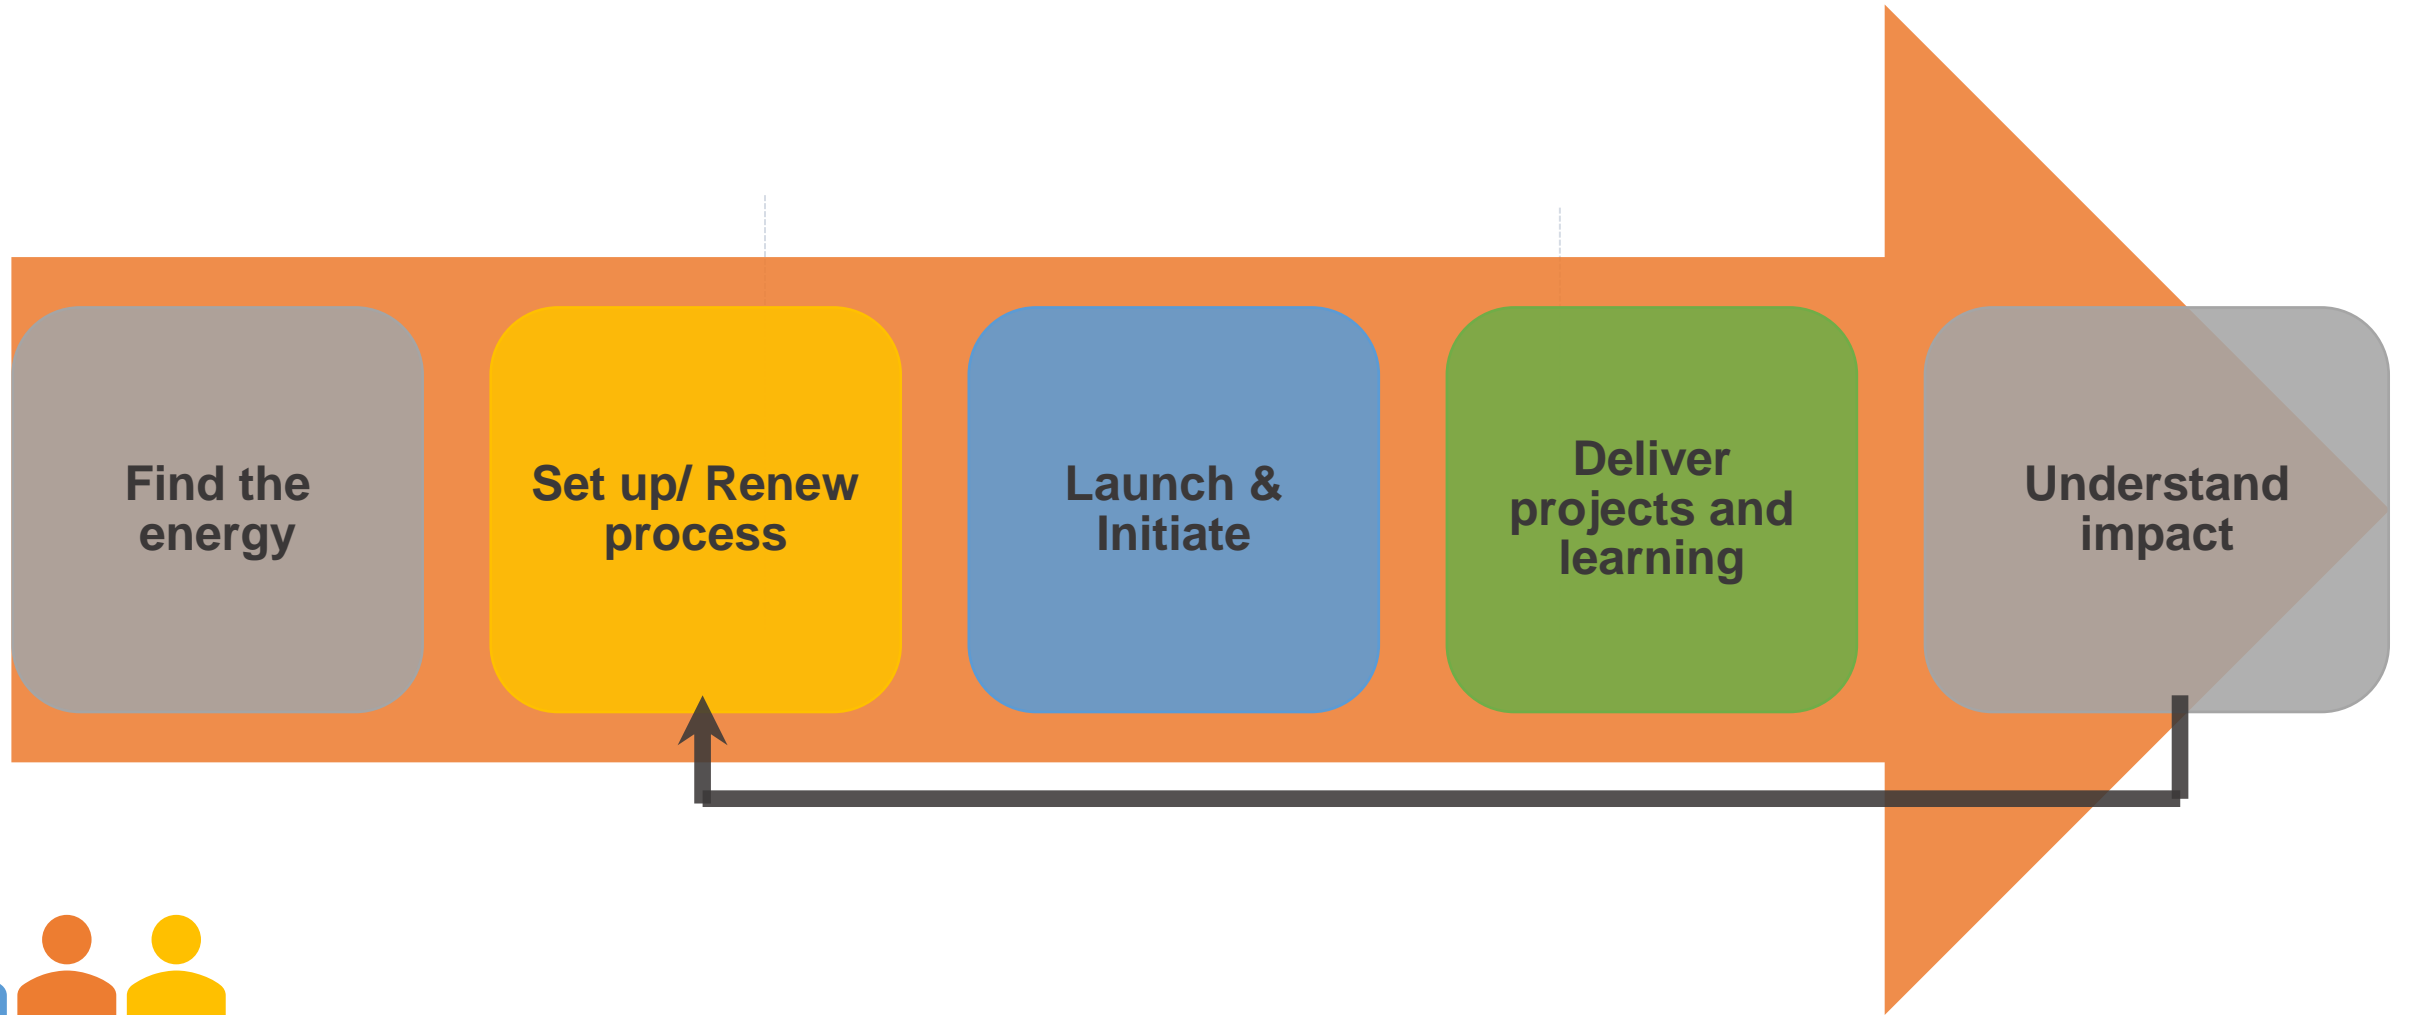 Find the
energy
Set up/ Renew
process
Launch &
Initiate
Deliver
projects and
learning
Understand
impact